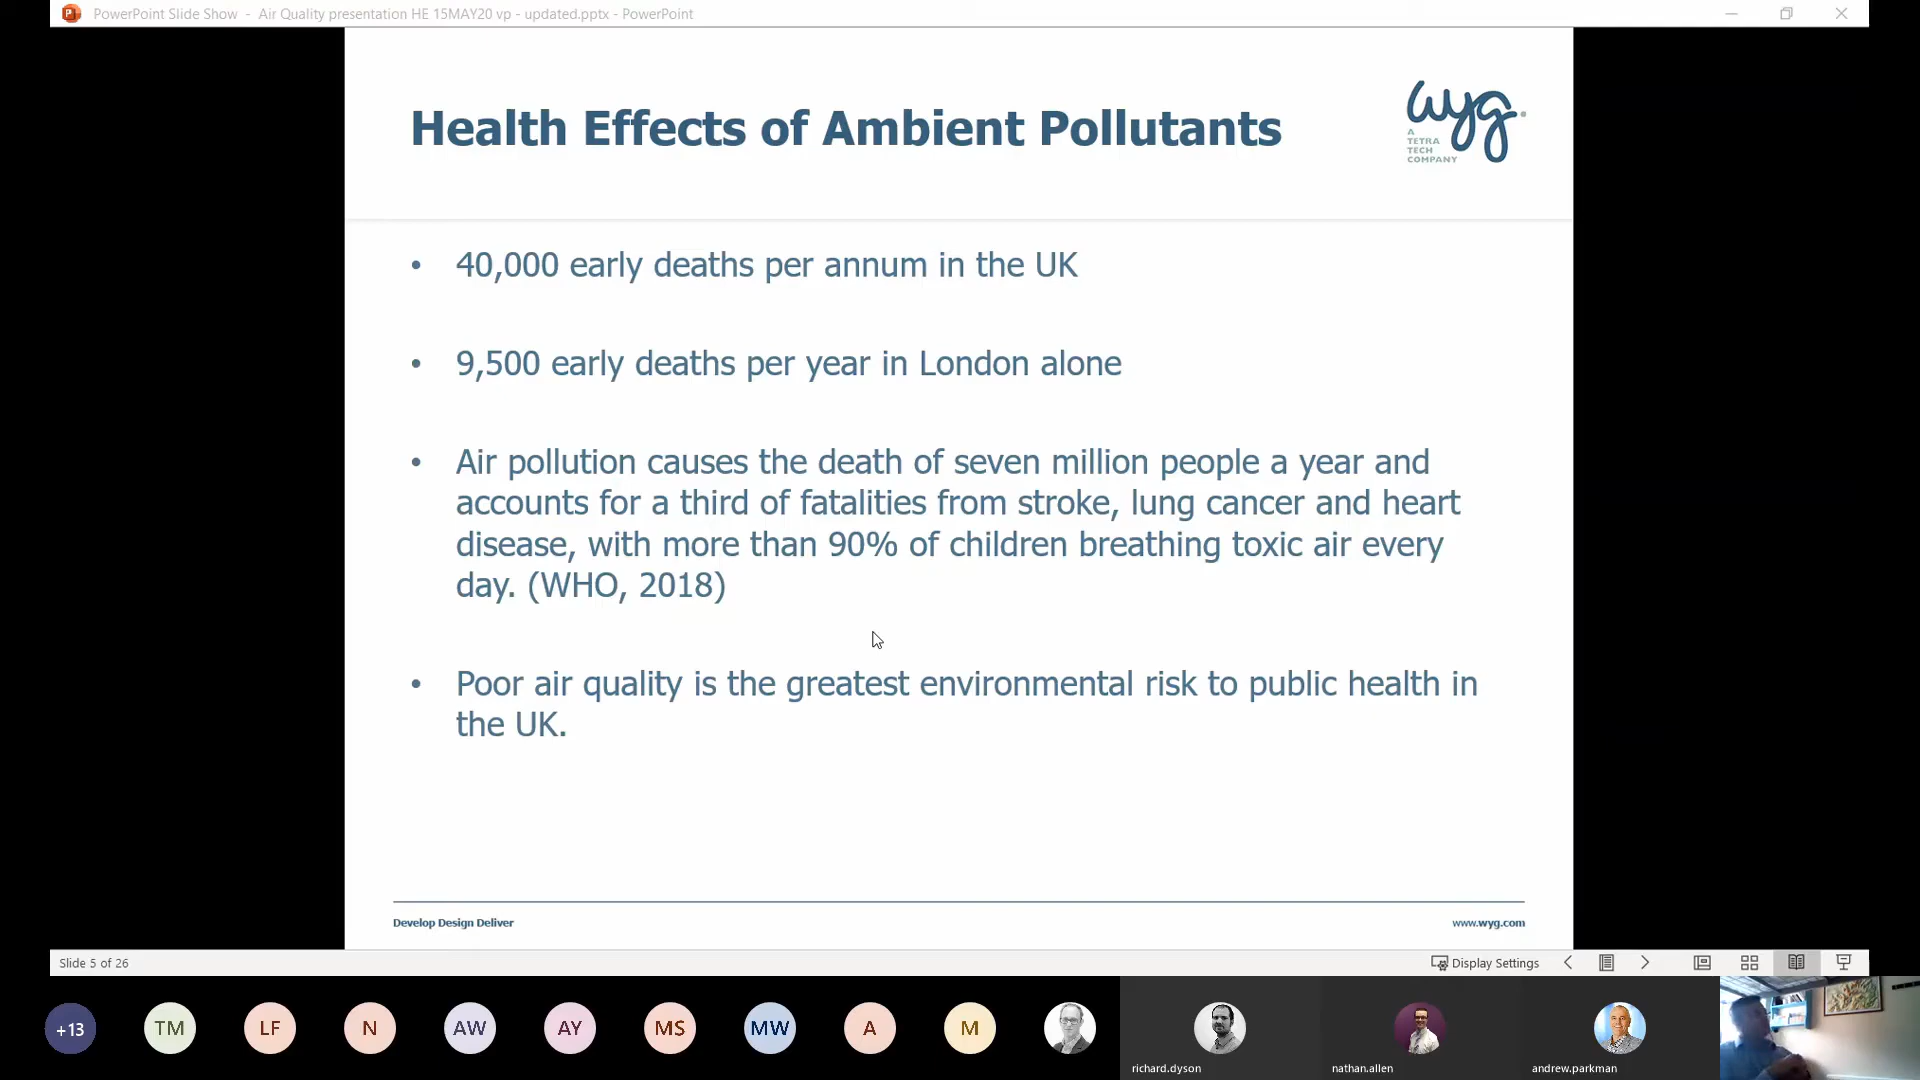 PowerPoint Slide Show - Air Quality presentation HE 15MAY20 vp - updated.pptx - PowerPoint
Health Effects of Ambient Pollutants
wyg.
A
TETRA
TECH
COMPANY
• 40,000 early deaths per annum in the UK
• 9,500 early deaths per year in London alone
• Air pollution causes the death of seven million people a year and
accounts for a third of fatalities from stroke, lung cancer and heart
disease, with more than 90% of children breathing toxic air every
day. (WHO, 2018)
• Poor air quality is the greatest environmental risk to public health in
the UK.
Develop Design Deliver
www.wyg.com
Slide 5 of 26
Display Settings
+13
TM
LF
N
AW
AY
MS
MW
A
M
richard.dyson
nathan.allen
andrew.parkman